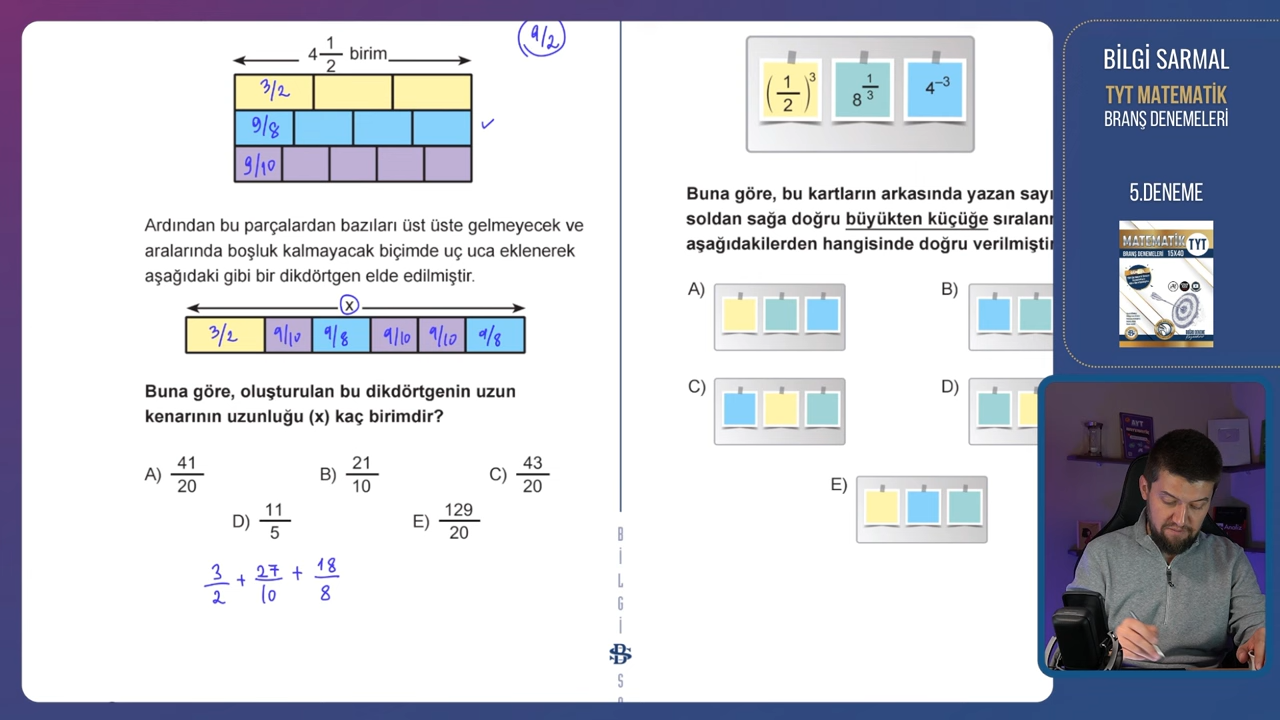 4 1/2 birim
9/2
3/2
9/8
9/10
Ardından bu parçalardan bazıları üst üste gelmeyecek ve
aralarında boşluk kalmayacak biçimde uç uca eklenerek
aşağıdaki gibi bir dikdörtgen elde edilmiştir.
x
3/2 9/10 9/8 9/10 9/10 9/8
Buna göre, oluşturulan bu dikdörtgenin uzun
kenarının uzunluğu (x) kaç birimdir?
A) 41/20 B) 21/10 C) 43/20
D) 11/5 E) 129/20
3/2 + 27/10 + 18/8
BİLGİ
S
(1/2)^3 8^(1/3) 4^-3
Buna göre, bu kartların arkasında yazan sayı
soldan sağa doğru büyükten küçüğe sıralanı
aşağıdakilerden hangisinde doğru verilmiştir
A) B)
C) D)
E)
BİLGİ SARMAL
TYT MATEMATİK
BRANŞ DENEMELERİ
5.DENEME
MATEMATİK TYT
BRANŞ DENEMELERİ 15X40